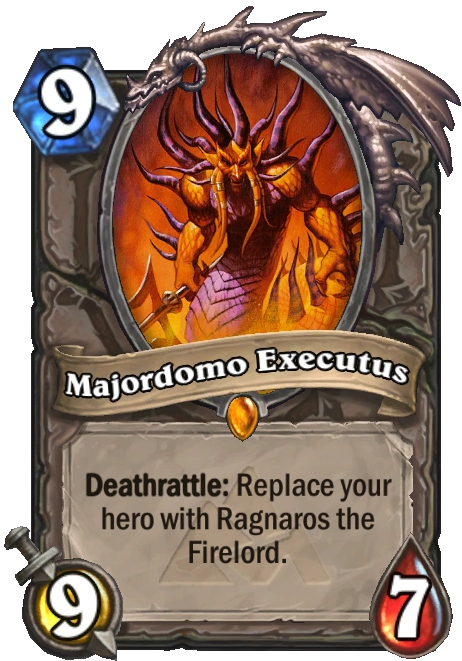 9
Majordomo Executus
Deathrattle: Replace your
hero with Ragnaros the
Firelord.
9
7